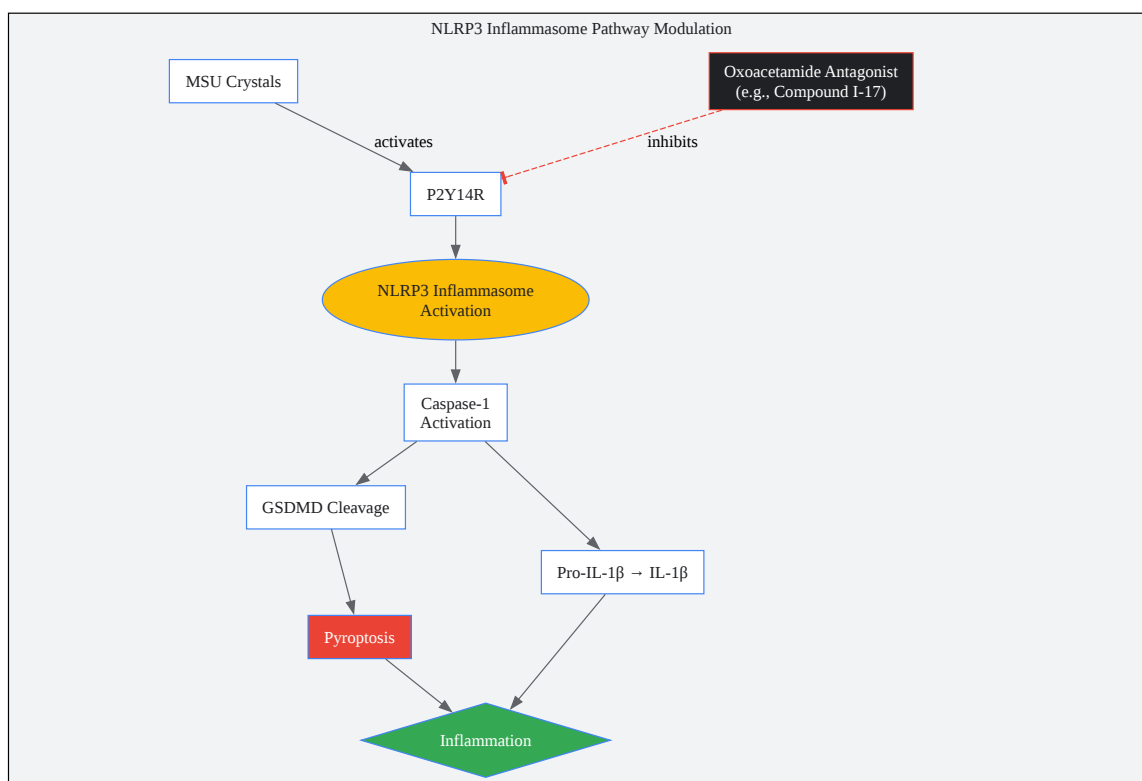 NLRP3 Inflammasome Pathway Modulation
MSU Crystals
Oxoacetamide Antagonist
(e.g., Compound I-17)
activates
inhibits
P2Y14R
NLRP3 Inflammasome
Activation
Caspase-1
Activation
GSDMD Cleavage
Pro-IL-1β → IL-1β
Pyroptosis
Inflammation